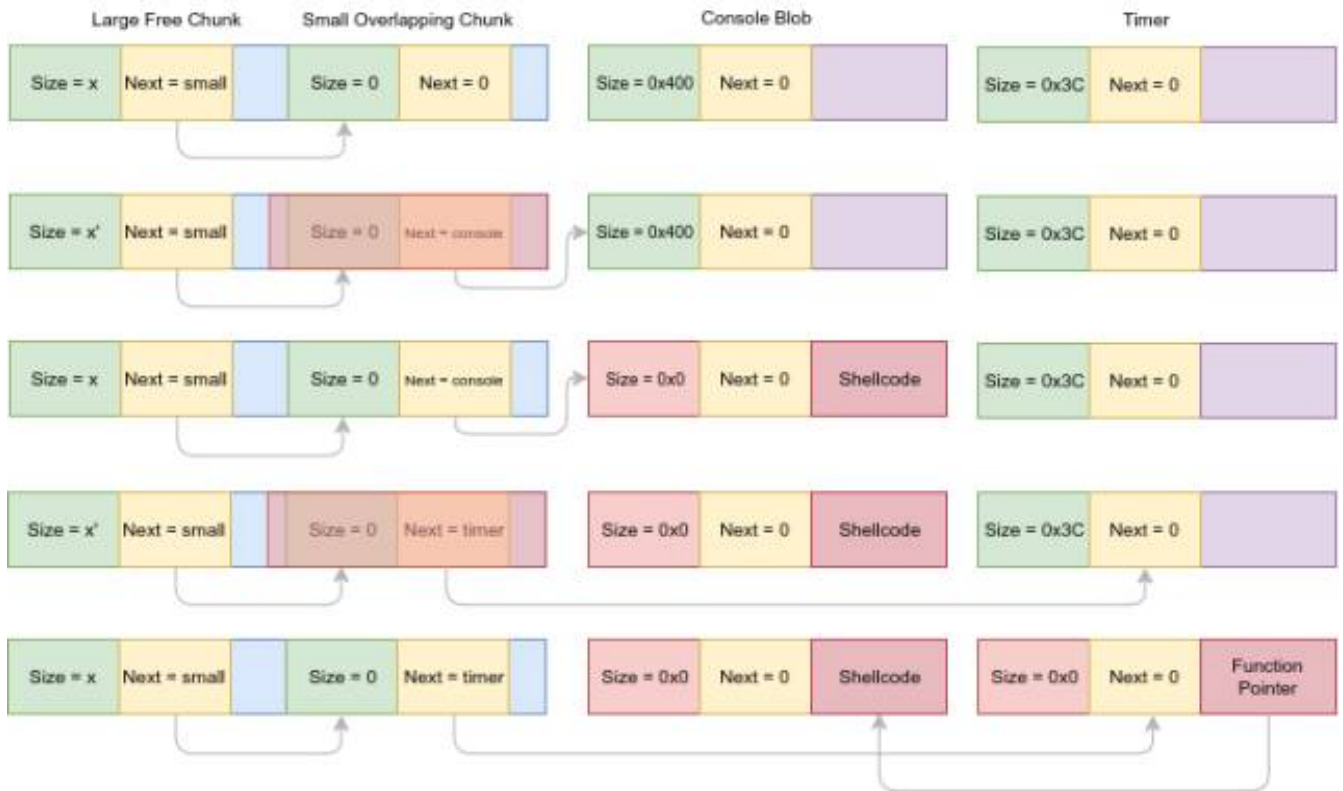 Large Free Chunk Small Overlapping Chunk Console Blob Timer
Size = x Next = small Size = 0 Next = 0 Size = 0x400 Next = 0 Size = 0x3C Next = 0
Size = x' Next = small Size = 0 Next = console Size = 0x400 Next = 0 Size = 0x3C Next = 0
Size = x Next = small Size = 0 Next = console Size = 0x0 Next = 0 Shellcode Size = 0x3C Next = 0
Size = x' Next = small Size = 0 Next = timer Size = 0x0 Next = 0 Shellcode Size = 0x3C Next = 0
Size = x Next = small Size = 0 Next = timer Size = 0x0 Next = 0 Shellcode Size = 0x0 Next = 0 Function
Pointer